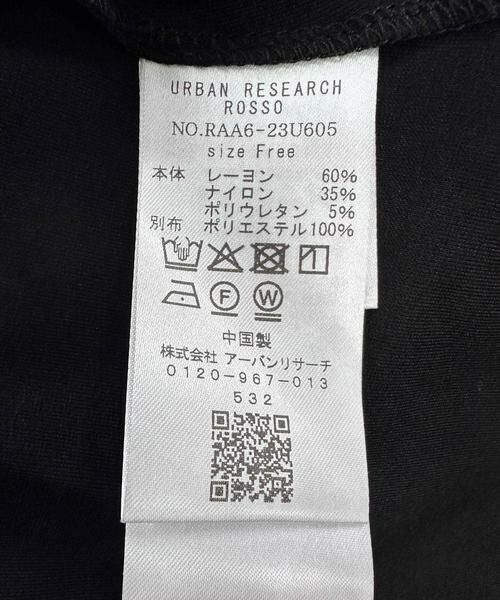 URBAN RESEARCH
ROSSO
NO.RAA6-23U605
size Free
本体 レーヨン 60%
ナイロン 35%
ポリウレタン 5%
別布 ポリエステル100%
F W
中国製
株式会社 アーバンリサーチ
0120-967-013
532